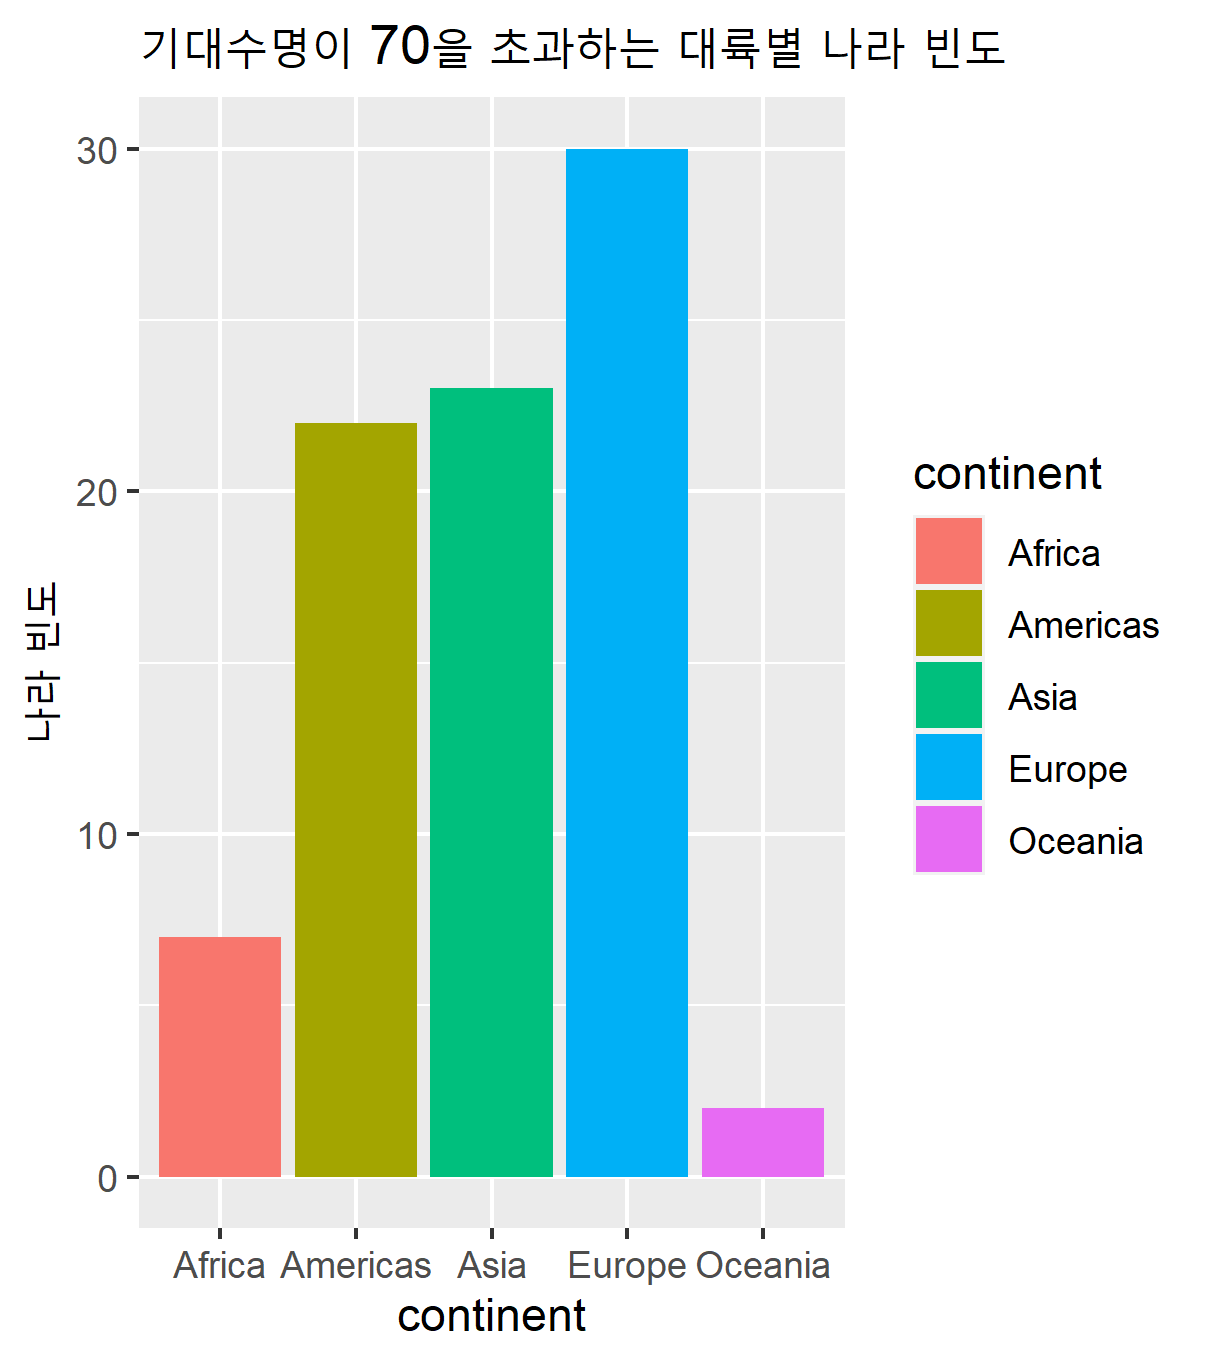 기대수명이 70을 초과하는 대륙별 나라 빈도
30
20
10
0
나라 빈도
Africa Americas Asia Europe Oceania
continent
continent
Africa
Americas
Asia
Europe
Oceania